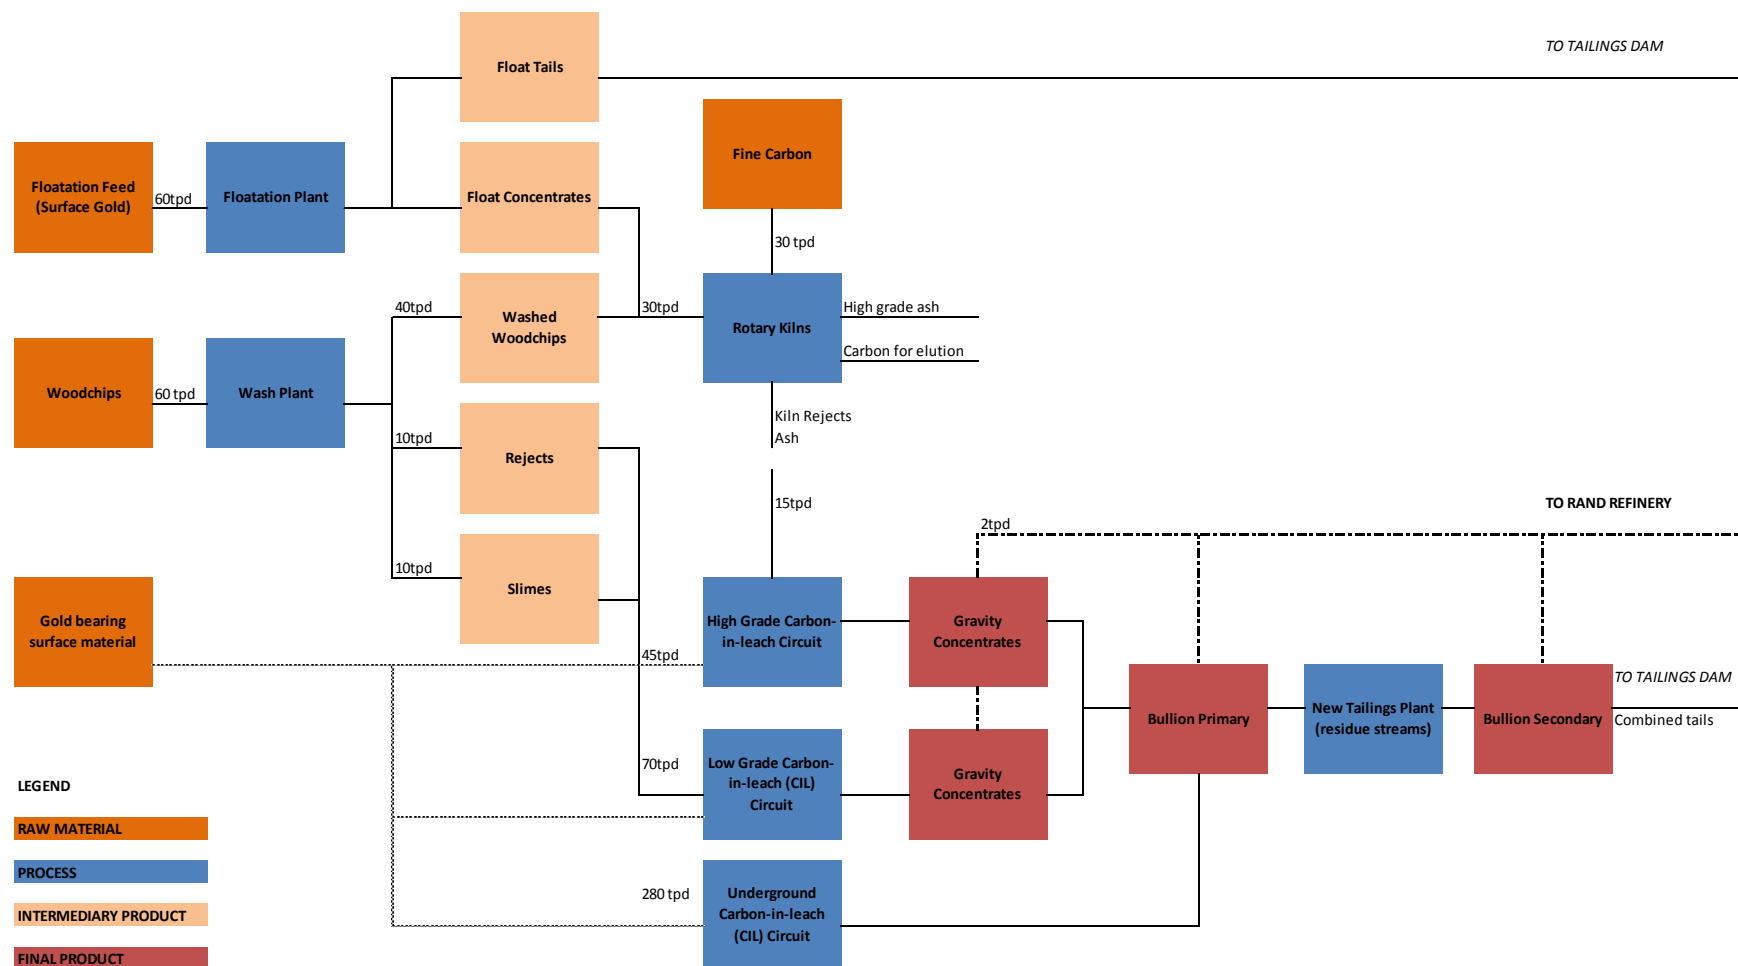 TO TAILINGS DAM
Float Tails
Fine Carbon
Floatation Feed
(Surface Gold)
60tpd
Floatation Plant
Float Concentrates
30 tpd
40tpd
Washed
Woodchips
30tpd
Rotary Kilns
High grade ash
Carbon for elution
Woodchips
60 tpd
Wash Plant
Kiln Rejects
Ash
10tpd
Rejects
15tpd
TO RAND REFINERY
2tpd
10tpd
Slimes
Gold bearing
surface material
45tpd
High Grade Carbon-
in-leach Circuit
Gravity
Concentrates
TO TAILINGS DAM
Bullion Primary
New Tailings Plant
(residue streams)
Bullion Secondary
Combined tails
70tpd
Low Grade Carbon-
in-leach (CIL)
Circuit
Gravity
Concentrates
280 tpd
Underground
Carbon-in-leach
(CIL) Circuit
LEGEND
RAW MATERIAL
PROCESS
INTERMEDIARY PRODUCT
FINAL PRODUCT